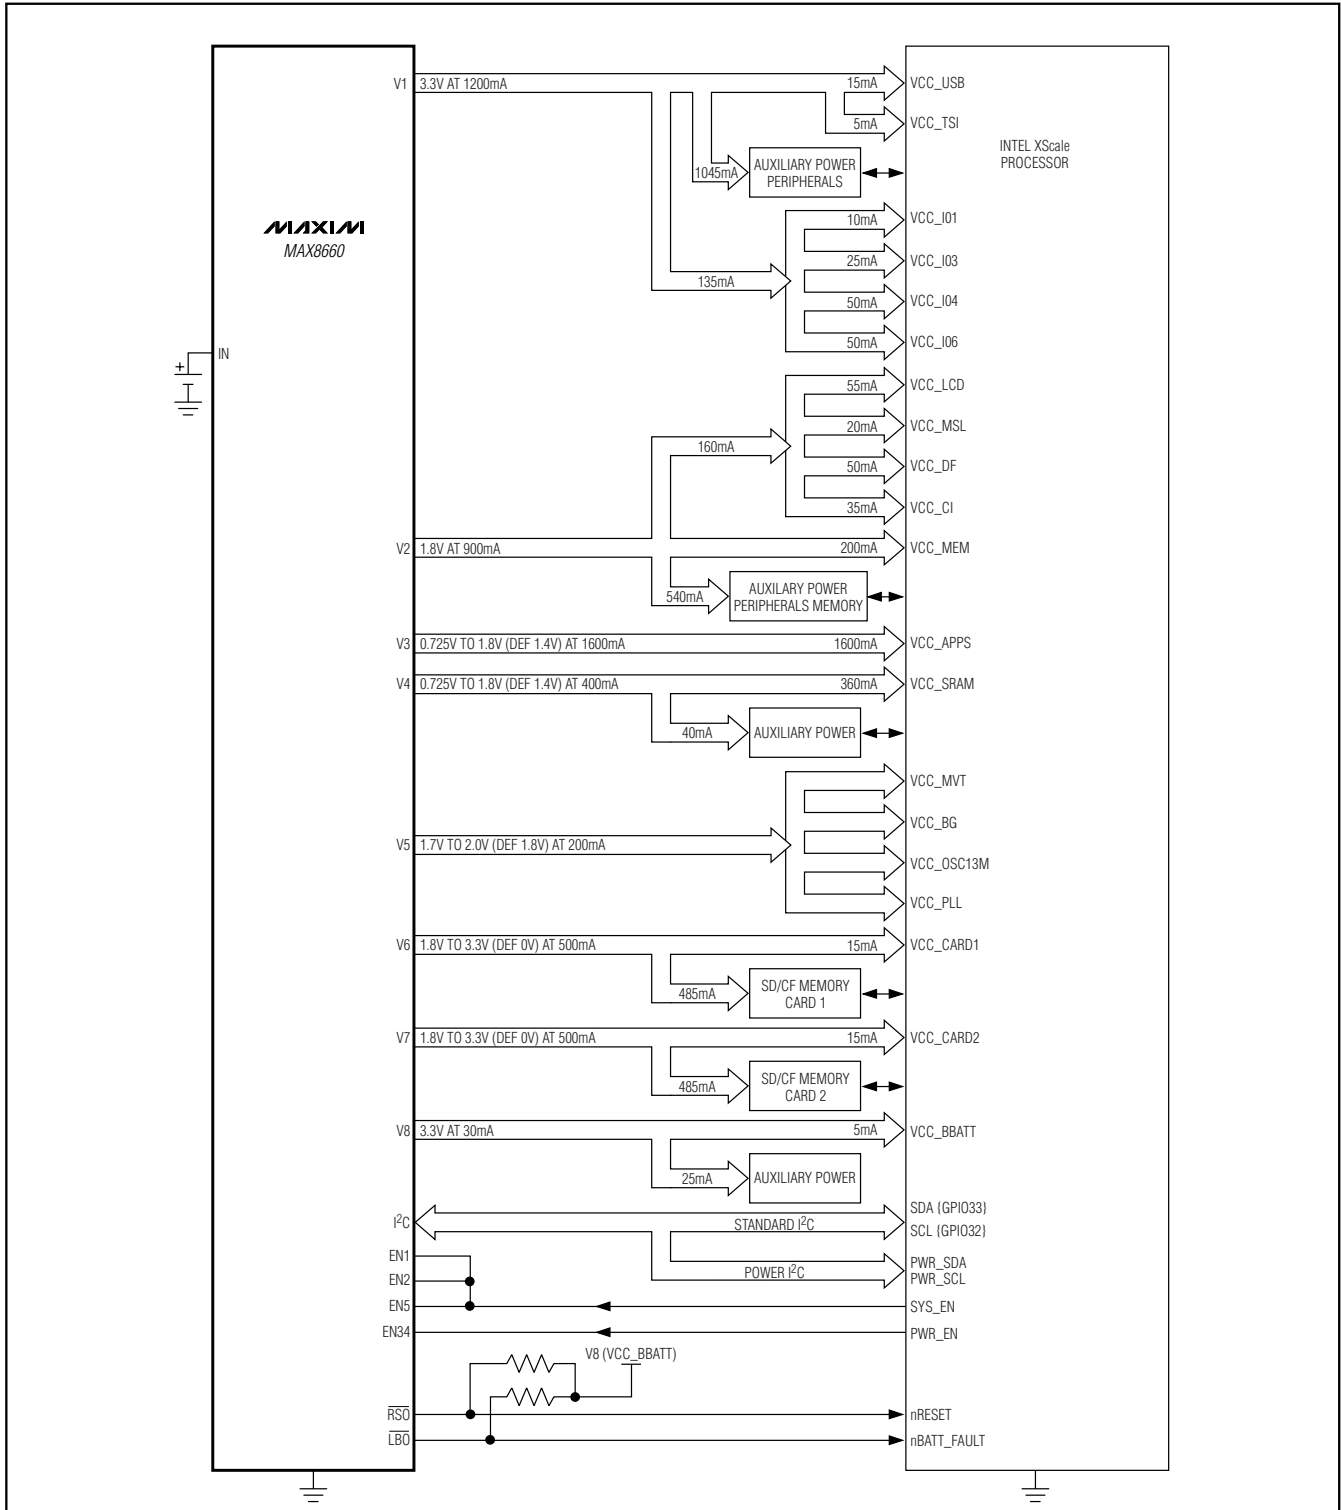 V1 3.3V AT 1200mA
15mA VCC_USB
5mA VCC_TSI
INTEL XScale
PROCESSOR
1045mA
AUXILIARY POWER
PERIPHERALS
MAXIM
MAX8660
10mA VCC_I01
25mA VCC_I03
135mA
50mA VCC_I04
50mA VCC_I06
+
IN
55mA VCC_LCD
20mA VCC_MSL
160mA
50mA VCC_DF
35mA VCC_CI
V2 1.8V AT 900mA
200mA VCC_MEM
540mA
AUXILARY POWER
PERIPHERALS MEMORY
V3 0.725V TO 1.8V (DEF 1.4V) AT 1600mA
1600mA VCC_APPS
V4 0.725V TO 1.8V (DEF 1.4V) AT 400mA
360mA VCC_SRAM
40mA
AUXILIARY POWER
VCC_MVT
VCC_BG
V5 1.7V TO 2.0V (DEF 1.8V) AT 200mA
VCC_OSC13M
VCC_PLL
V6 1.8V TO 3.3V (DEF 0V) AT 500mA
15mA VCC_CARD1
485mA
SD/CF MEMORY
CARD 1
V7 1.8V TO 3.3V (DEF 0V) AT 500mA
15mA VCC_CARD2
485mA
SD/CF MEMORY
CARD 2
V8 3.3V AT 30mA
5mA VCC_BBATT
25mA
AUXILIARY POWER
I2C
STANDARD I2C
SDA {GPIO33}
SCL {GPIO32}
POWER I2C
PWR_SDA
PWR_SCL
EN1
EN2
EN5
SYS_EN
EN34
PWR_EN
V8 (VCC_BBATT)
RSO
nRESET
LBO
nBATT_FAULT